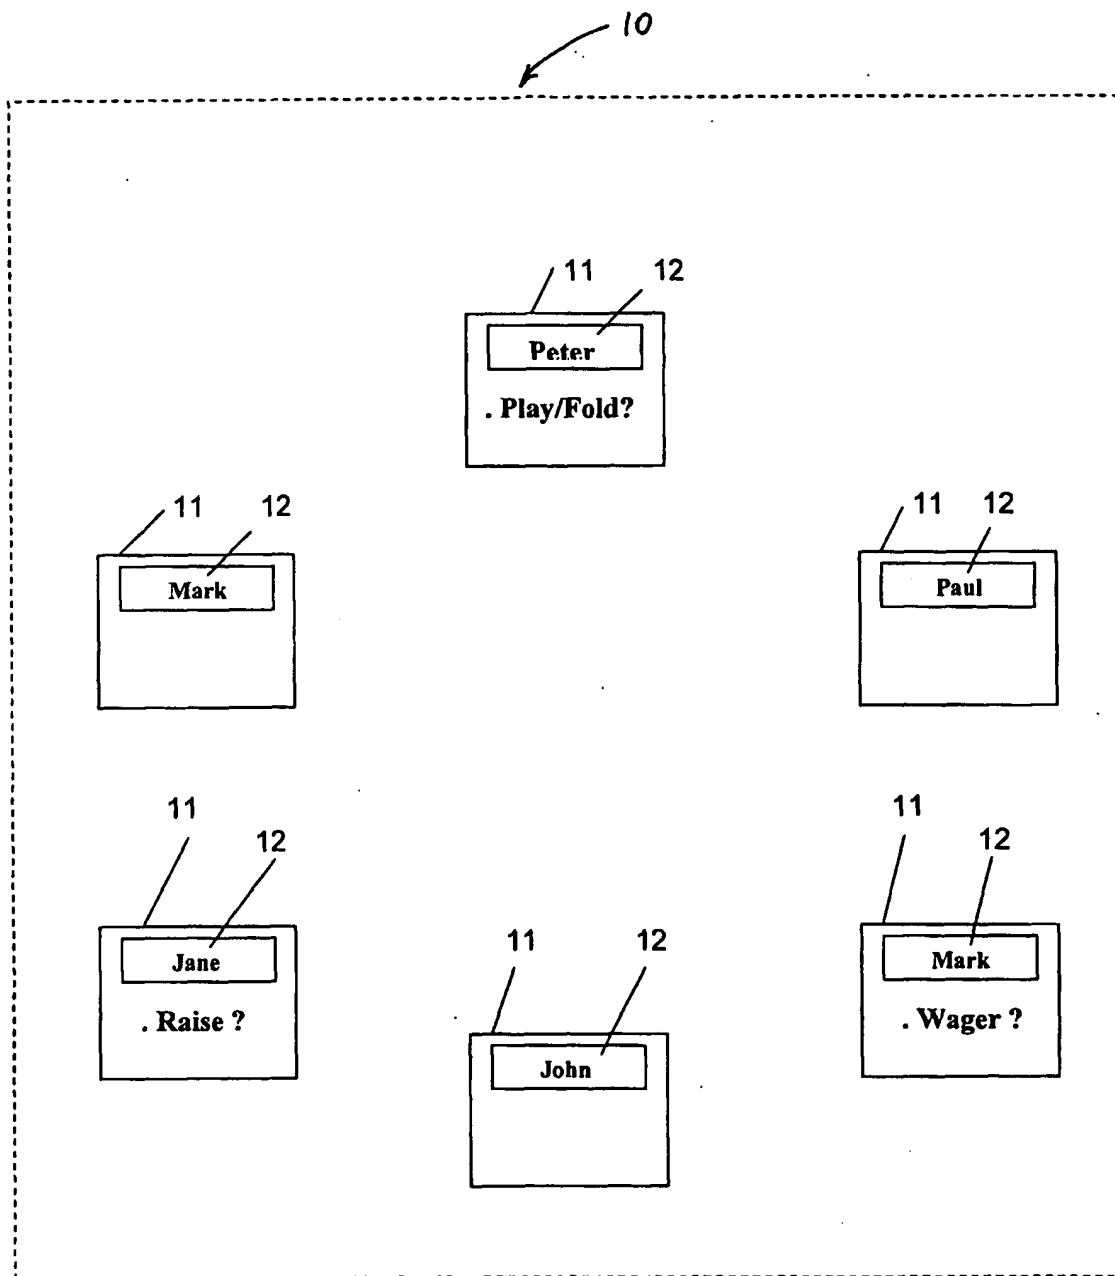 10
11 12
Peter
. Play/Fold?
11 12
Mark
11 12
Paul
11
12
Jane
. Raise ?
11 12
John
11
12
Mark
. Wager ?